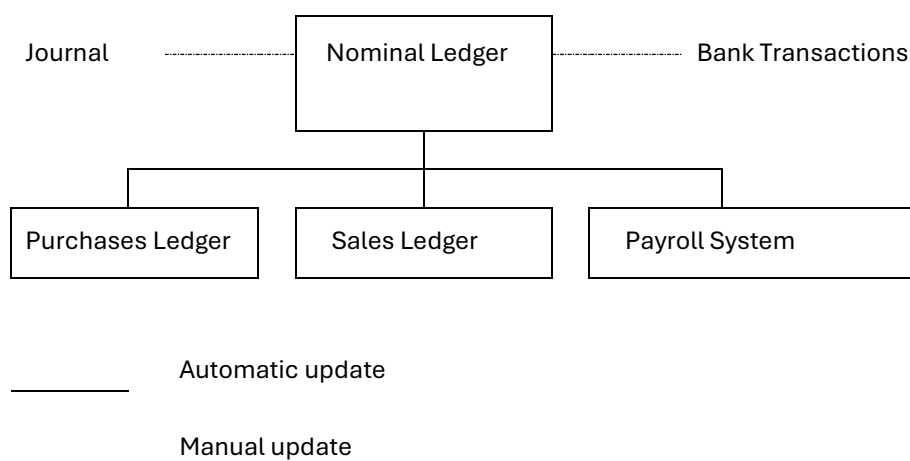 Journal
Nominal Ledger
Bank Transactions
Purchases Ledger
Sales Ledger
Payroll System
Automatic update
Manual update